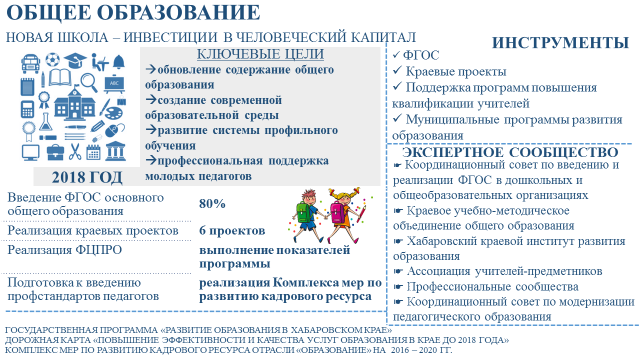 ОБЩЕЕ ОБРАЗОВАНИЕ
НОВАЯ ШКОЛА – ИНВЕСТИЦИИ В ЧЕЛОВЕЧЕСКИЙ КАПИТАЛ
КЛЮЧЕВЫЕ ЦЕЛИ
→обновление содержание общего
образования
→создание современной
образовательной среды
→развитие системы профильного
обучения
→профессиональная поддержка
молодых педагогов
2018 ГОД
Введение ФГОС основного
общего образования
80%
Реализация краевых проектов
6 проектов
Реализация ФЦПРО
выполнение показателей
программы
Подготовка к введению
профстандартов педагогов
реализация Комплекса мер по
развитию кадрового ресурса
ИНСТРУМЕНТЫ
✓ ФГОС
✓ Краевые проекты
✓ Поддержка программ повышения
квалификации учителей
✓ Муниципальные программы развития
образования
ЭКСПЕРТНОЕ СООБЩЕСТВО
☛ Координационный совет по введению и
реализации ФГОС в дошкольных и
общеобразовательных организациях
☛ Краевое учебно-методическое
объединение общего образования
☛ Хабаровский краевой институт развития
образования
☛ Ассоциация учителей-предметников
☛ Профессиональные сообщества
☛ Координационный совет по модернизации
педагогического образования
ГОСУДАРСТВЕННАЯ ПРОГРАММА «РАЗВИТИЕ ОБРАЗОВАНИЯ В ХАБАРОВСКОМ КРАЕ»
ДОРОЖНАЯ КАРТА «ПОВЫШЕНИЕ ЭФФЕКТИВНОСТИ И КАЧЕСТВА УСЛУГ ОБРАЗОВАНИЯ В КРАЕ ДО 2018 ГОДА»
КОМПЛЕКС МЕР ПО РАЗВИТИЮ КАДРОВОГО РЕСУРСА ОТРАСЛИ «ОБРАЗОВАНИЕ» НА 2016 – 2020 ГГ.